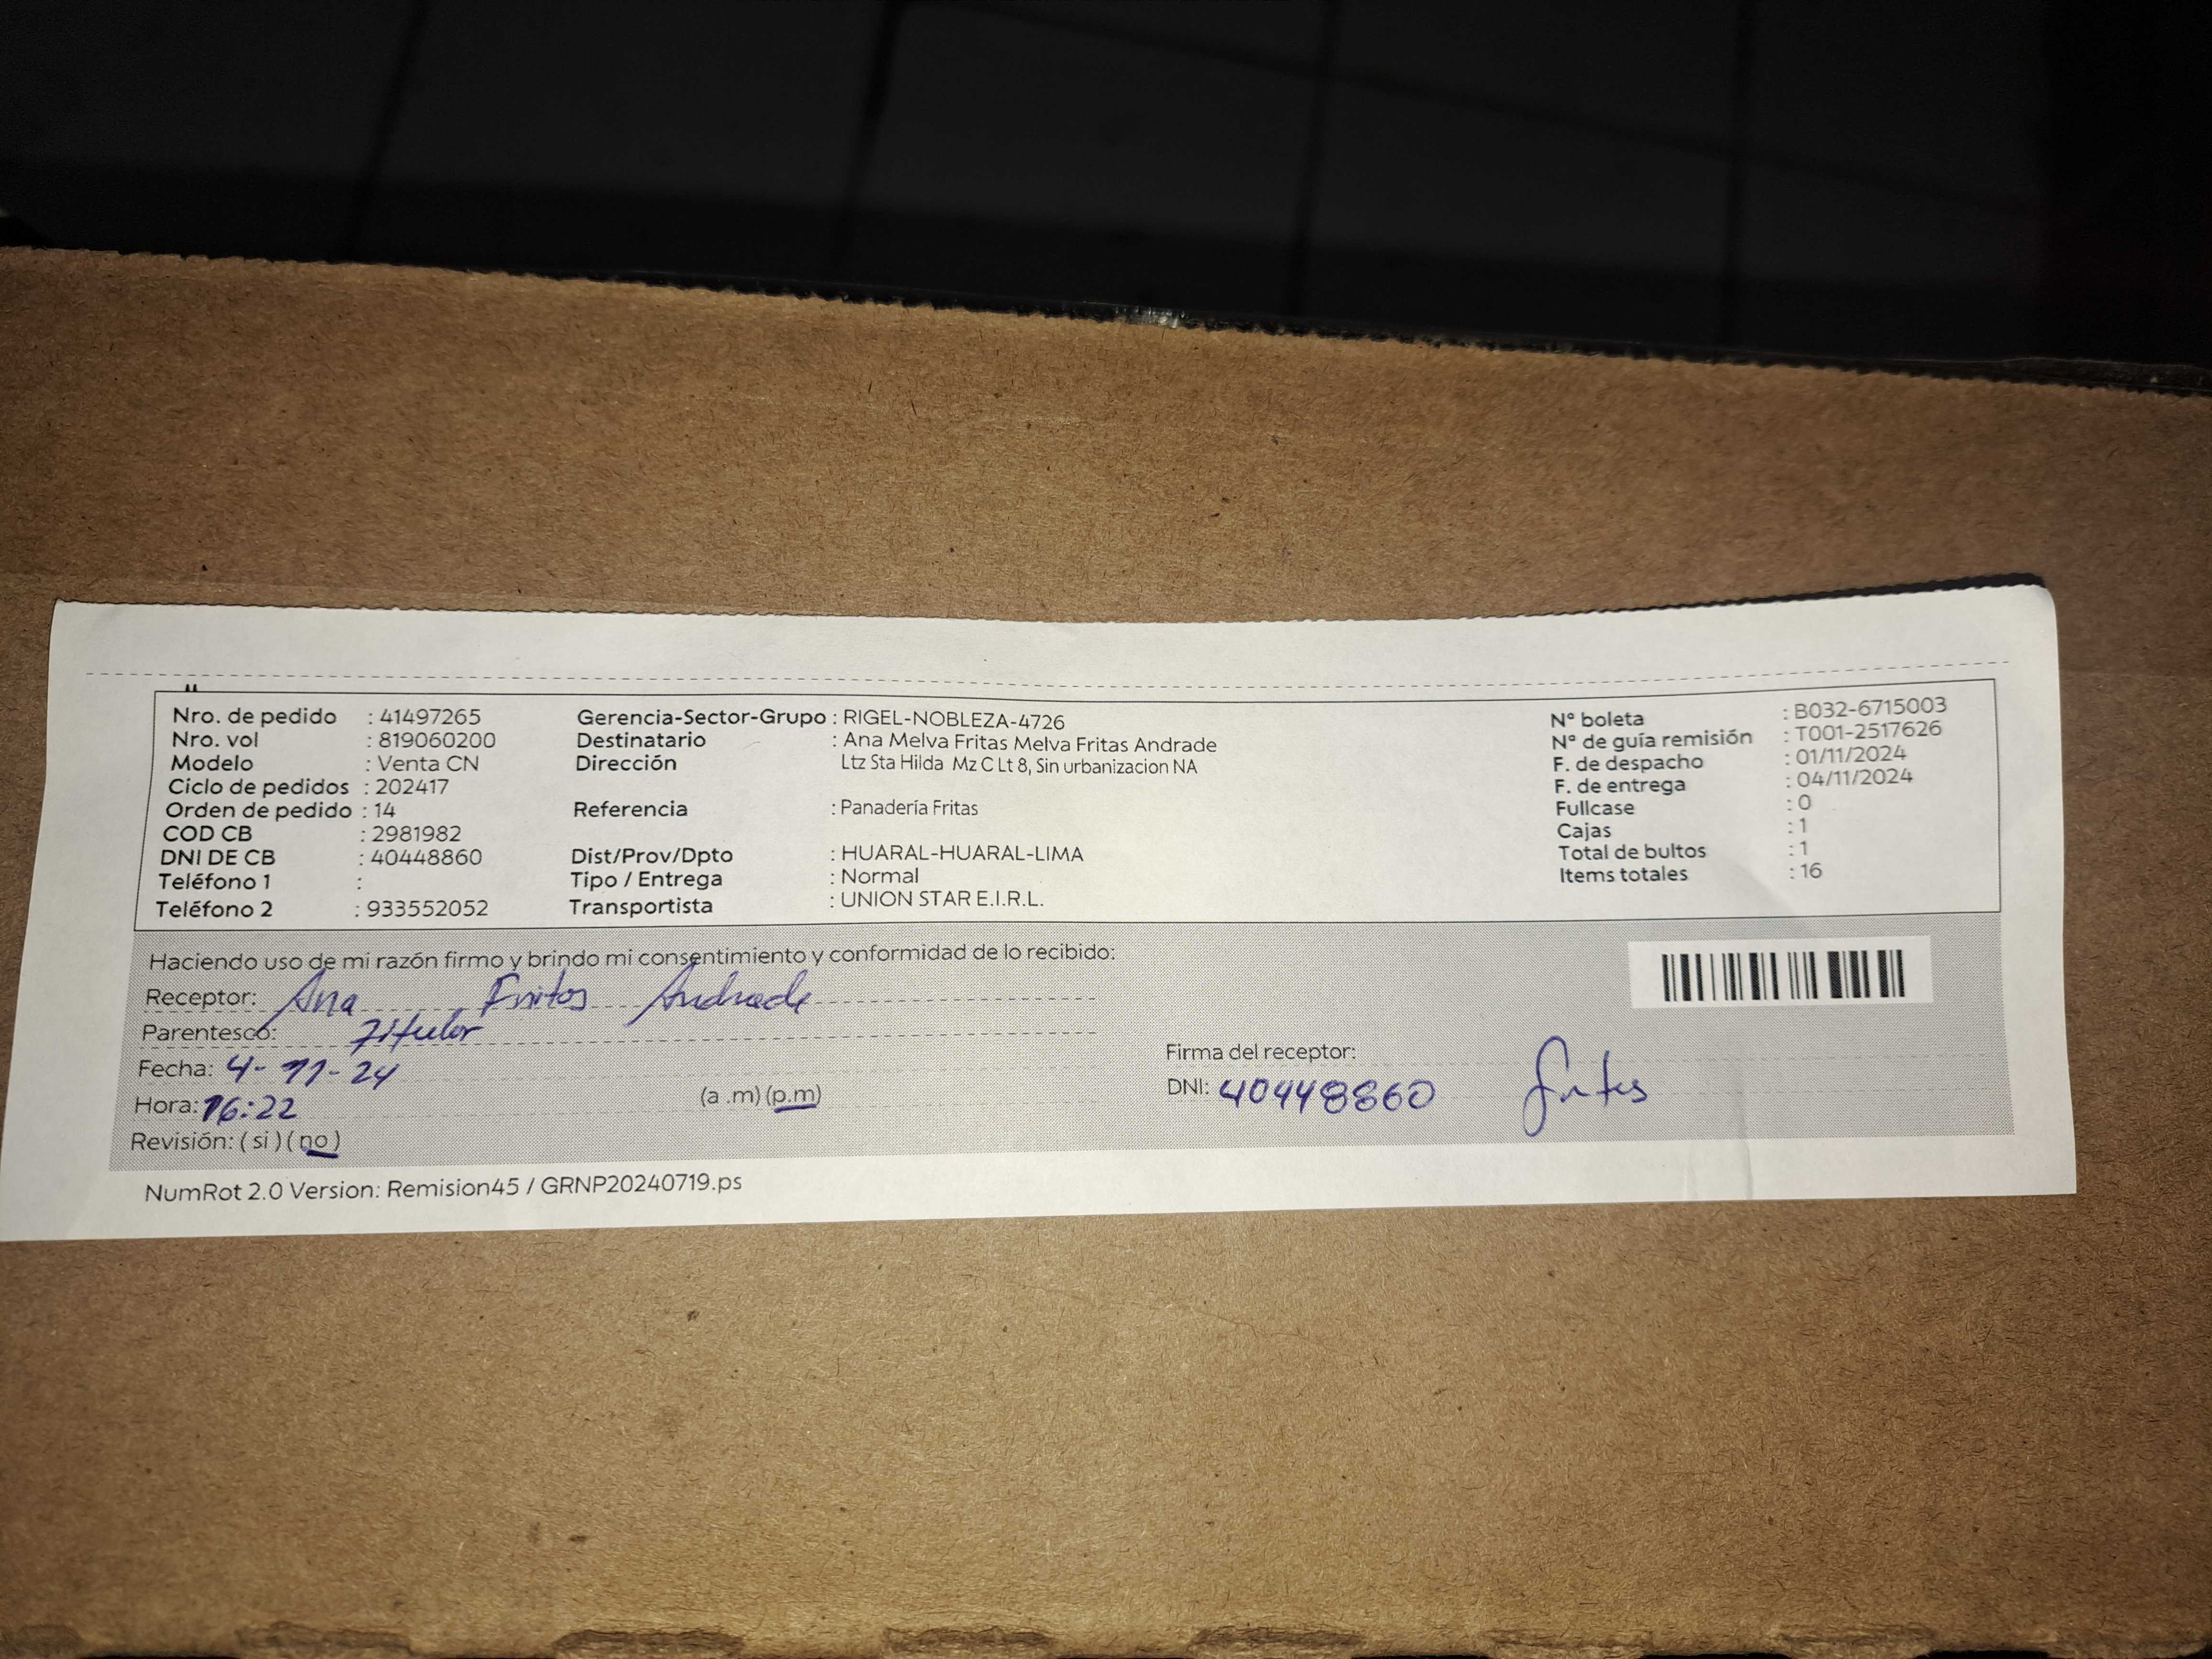 Nro. de pedido : 41497265
Nro. vol : 819060200
Modelo : Venta CN
Ciclo de pedidos : 202417
Orden de pedido : 14
COD CB : 2981982
DNI DE CB : 40448860
Teléfono 1 :
Teléfono 2 : 933552052
Gerencia-Sector-Grupo : RIGEL-NOBLEZA-4726
Destinatario : Ana Melva Fritas Melva Fritas Andrade
Dirección Ltz Sta Hilda Mz C Lt 8, Sin urbanizacion NA
Referencia : Panadería Fritas
Dist/Prov/Dpto : HUARAL-HUARAL-LIMA
Tipo / Entrega : Normal
Transportista : UNION STAR E.I.R.L.
N° boleta : B032-6715003
N° de guía remisión : T001-2517626
F. de despacho : 01/11/2024
F. de entrega : 04/11/2024
Fullcase : 0
Cajas : 1
Total de bultos : 1
Items totales : 16
Haciendo uso de mi razón firmo y brindo mi consentimiento y conformidad de lo recibido:
Receptor: Ana Fritas Andrade
Parentesco: Titular
Fecha: 4-11-24
Hora: 16:22 (a .m) (p.m)
Revisión: ( si ) ( no )
Firma del receptor: Fritas
DNI: 40448860
NumRot 2.0 Version: Remision45 / GRNP20240719.ps